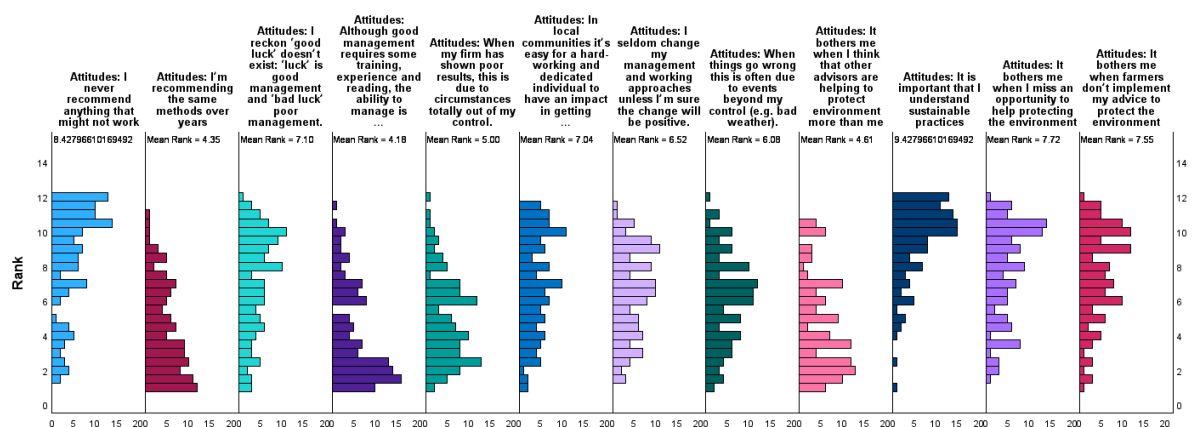 Attitudes: I
never
recommend
anything that
might not work
Attitudes: I'm
recommending
the same
methods over
years
Attitudes: I
reckon 'good
luck' doesn't
exist: 'luck' is
good
management
and 'bad luck'
poor
management.
Attitudes:
Although good
management
requires some
training,
experience and
reading, the
ability to
manage is
...
Attitudes: When
my firm has
shown poor
results, this is
due to
circumstances
totally out of my
control.
Attitudes: In
local
communities it's
easy for a hard-
working and
dedicated
individual to
have an impact
in getting
...
Attitudes: I
seldom change
my
management
and working
approaches
unless I'm sure
the change will
be positive.
Attitudes: When
things go wrong
this is often due
to events
beyond my
control (e.g. bad
weather).
Attitudes: It
bothers me
when I think
that other
advisors are
helping to
protect
environment
more than me
Attitudes: It is
important that I
understand
sustainable
practices
Attitudes: It
bothers me
when I miss an
opportunity to
help protecting
the environment
Attitudes: It
bothers me
when farmers
don't implement
my advice to
protect the
environment
8.42796610169492
Mean Rank = 4.35
Mean Rank = 7.10
Mean Rank = 4.18
Mean Rank = 5.00
Mean Rank = 7.04
Mean Rank = 6.52
Mean Rank = 6.08
Mean Rank = 4.61
9.42796610169492
Mean Rank = 7.72
Mean Rank = 7.55
Rank
14
12
10
8
6
4
2
0
14
12
10
8
6
4
2
0
0 5 10 15 20
0 5 10 15 20
0 5 10 15 20
0 5 10 15 20
0 5 10 15 20
0 5 10 15 20
0 5 10 15 20
0 5 10 15 20
0 5 10 15 20
0 5 10 15 20
0 5 10 15 20
0 5 10 15 20